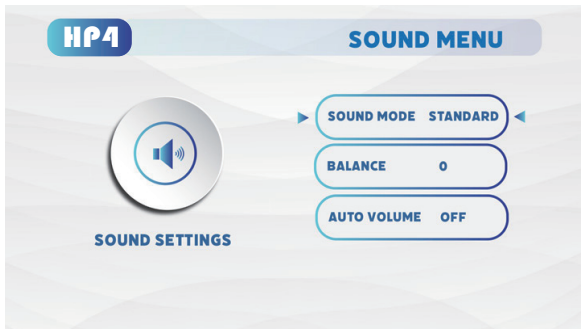 HP4
SOUND MENU
SOUND MODE STANDARD
BALANCE 0
AUTO VOLUME OFF
SOUND SETTINGS